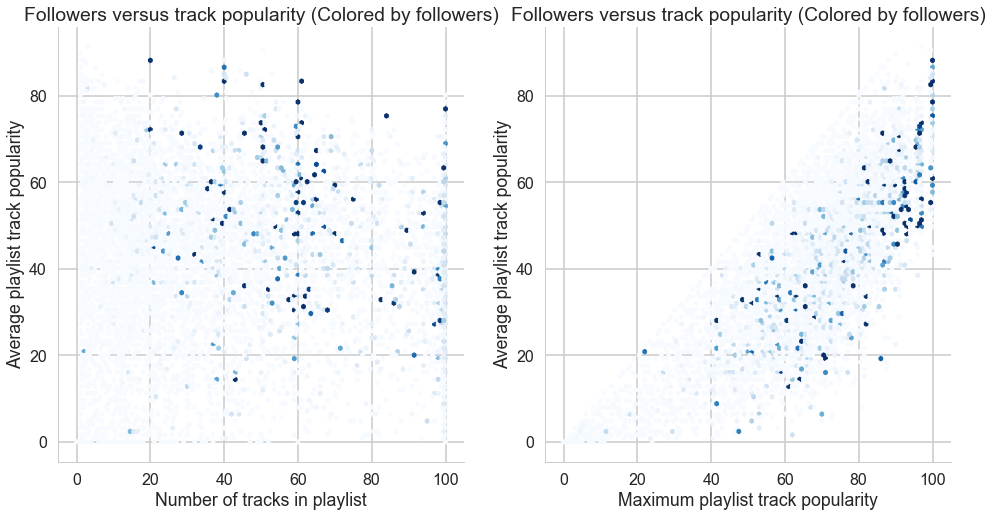 Followers versus track popularity (Colored by followers)
Average playlist track popularity
80
60
40
20
0
0 20 40 60 80 100
Number of tracks in playlist
Followers versus track popularity (Colored by followers)
Average playlist track popularity
80
60
40
20
0
0 20 40 60 80 100
Maximum playlist track popularity